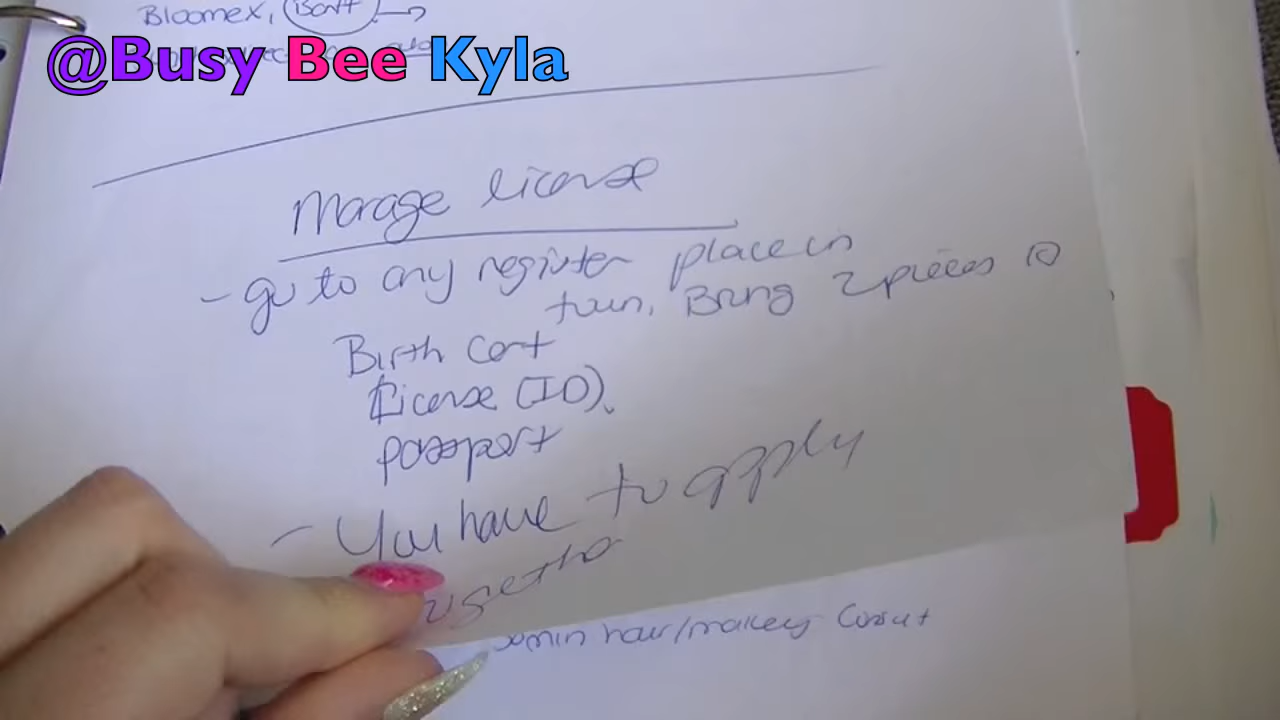 Bloomex,
@Busy Bee Kyla
Marage license
- go to any register place in
town, Bring 2 pieces ID
Birth Cert
License (ID).
passport
- You have to apply
together
min hair/makeup Consult